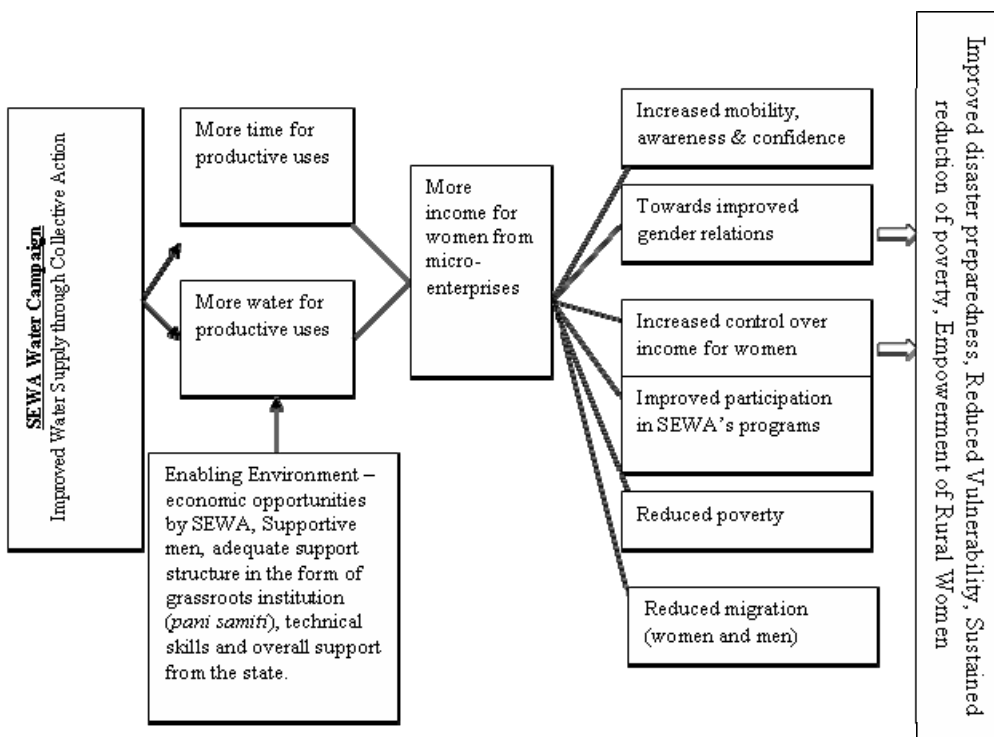 SEWA Water Campaign
Improved Water Supply through Collective Action
More time for
productive uses
More water for
productive uses
Enabling Environment –
economic opportunities
by SEWA, Supportive
men, adequate support
structure in the form of
grassroots institution
(pani samiti), technical
skills and overall support
from the state.
More
income for
women from
micro-
enterprises
Increased mobility,
awareness & confidence
Towards improved
gender relations
Increased control over
income for women
Improved participation
in SEWA’s programs
Reduced poverty
Reduced migration
(women and men)
Improved disaster preparedness, Reduced Vulnerability, Sustained
reduction of poverty, Empowerment of Rural Women